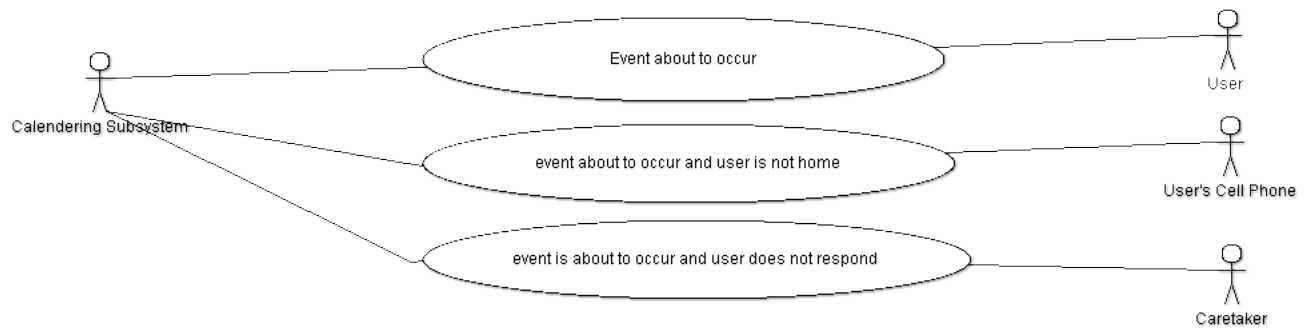 Event about to occur
User
Calendering Subsystem
event about to occur and user is not home
User's Cell Phone
event is about to occur and user does not respond
Caretaker